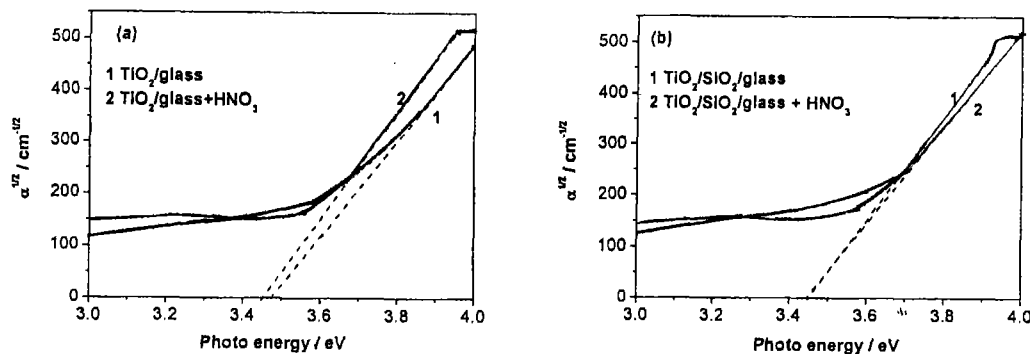 500
400
300
200
100
0
(a)
1 TiO₂/glass
2 TiO₂/glass+HNO₃
2
1
α^1/2 / cm^-1/2
3.0 3.2 3.4 3.6 3.8 4.0
Photo energy / eV
500
400
300
200
100
0
(b)
1 TiO₂/SiO₂/glass
2 TiO₂/SiO₂/glass + HNO₃
1
2
α^1/2 / cm^-1/2
3.0 3.2 3.4 3.6 3.8 4.0
Photo energy / eV